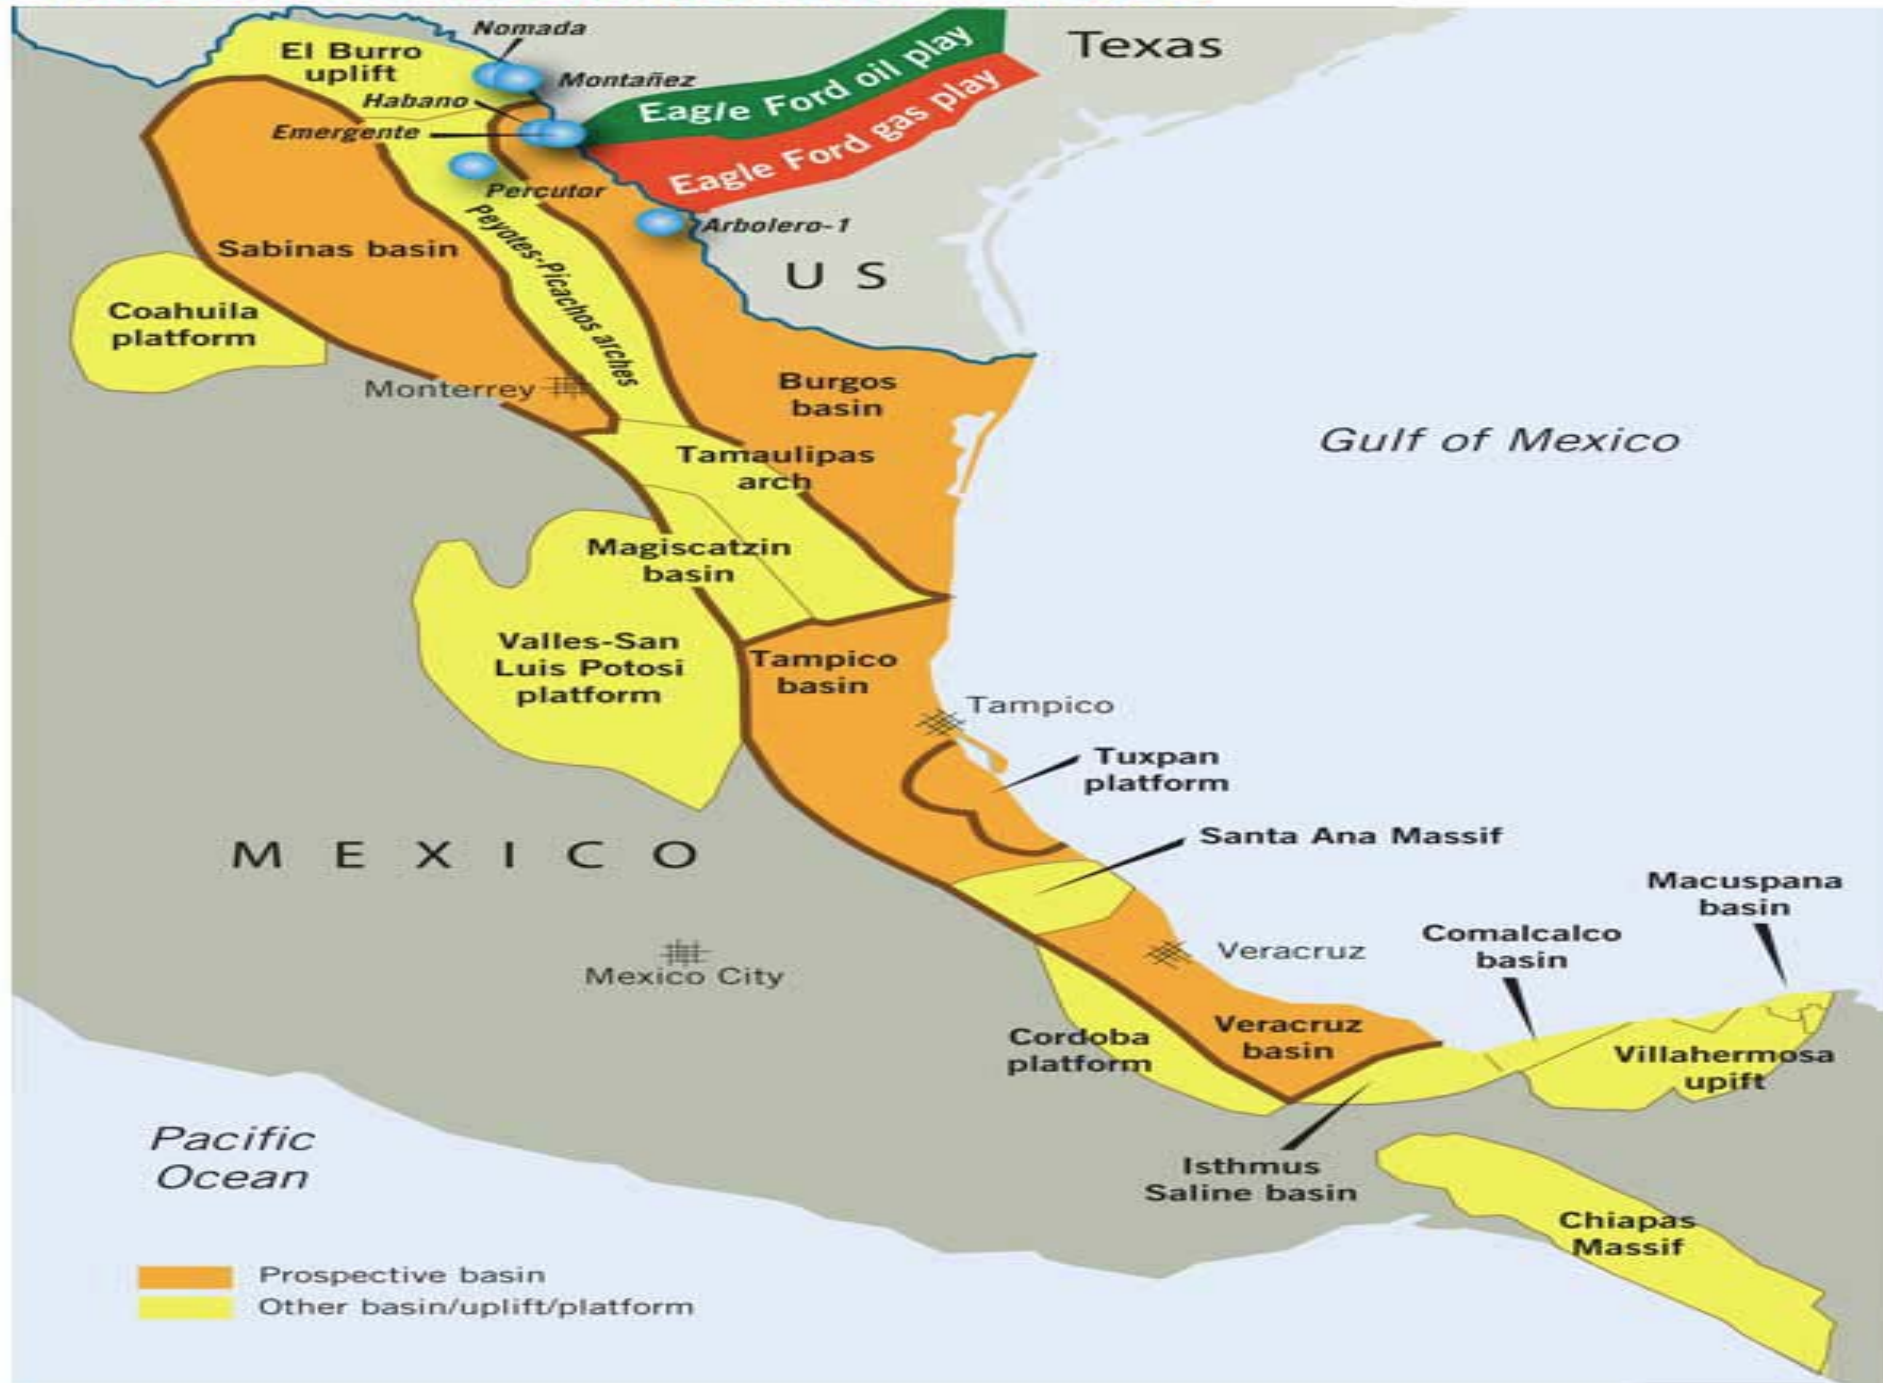 Nomada
Texas
El Burro
uplift
Montañez
Eagle Ford oil play
Habano
Emergente
Eagle Ford gas play
Percutor
Peyotes-Picachos arches
Arbolero-1
Sabinas basin
U S
Coahuila
platform
Monterrey
Burgos
basin
Gulf of Mexico
Tamaulipas
arch
Magiscatzin
basin
Valles-San
Luis Potosi
platform
Tampico
basin
Tampico
Tuxpan
platform
Santa Ana Massif
MEXICO
Macuspana
basin
Comalcalco
basin
Veracruz
Mexico City
Cordoba
platform
Veracruz
basin
Villahermosa
upift
Pacific
Ocean
Isthmus
Saline basin
Chiapas
Massif
Prospective basin
Other basin/uplift/platform